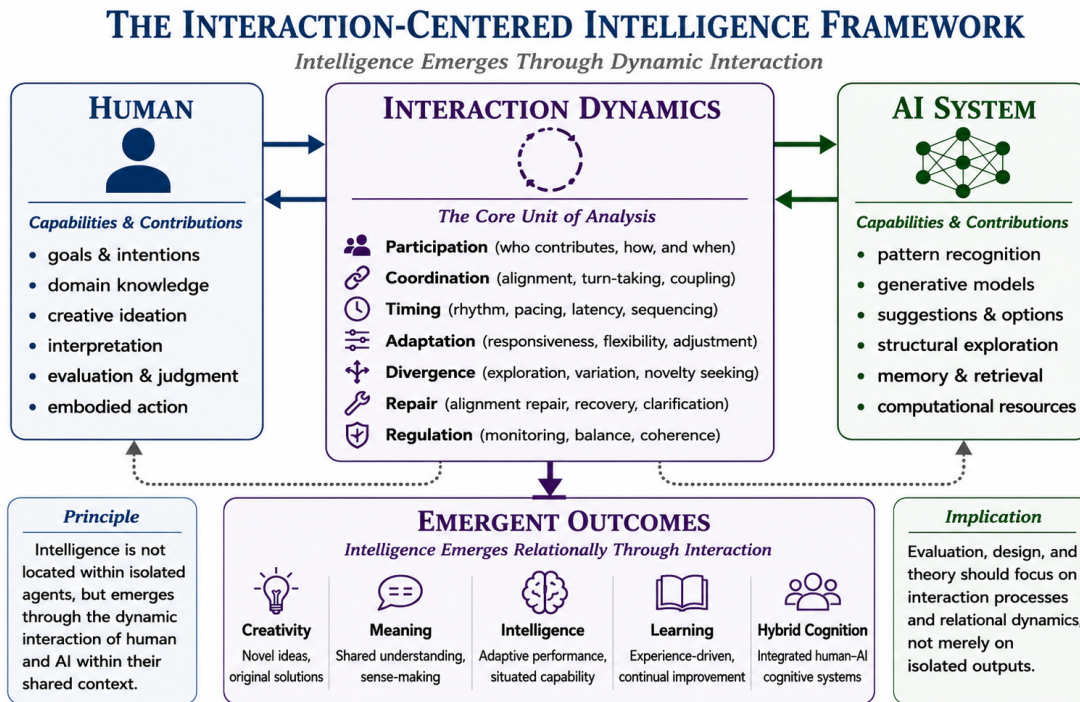 THE INTERACTION-CENTERED INTELLIGENCE FRAMEWORK
Intelligence Emerges Through Dynamic Interaction
HUMAN
Capabilities & Contributions
• goals & intentions
• domain knowledge
• creative ideation
• interpretation
• evaluation & judgment
• embodied action
INTERACTION DYNAMICS
The Core Unit of Analysis
Participation (who contributes, how, and when)
Coordination (alignment, turn-taking, coupling)
Timing (rhythm, pacing, latency, sequencing)
Adaptation (responsiveness, flexibility, adjustment)
Divergence (exploration, variation, novelty seeking)
Repair (alignment repair, recovery, clarification)
Regulation (monitoring, balance, coherence)
AI SYSTEM
Capabilities & Contributions
• pattern recognition
• generative models
• suggestions & options
• structural exploration
• memory & retrieval
• computational resources
Principle
Intelligence is not
located within isolated
agents, but emerges
through the dynamic
interaction of human
and AI within their
shared context.
EMERGENT OUTCOMES
Intelligence Emerges Relationally Through Interaction
Creativity
Novel ideas,
original solutions
Meaning
Shared understanding,
sense-making
Intelligence
Adaptive performance,
situated capability
Learning
Experience-driven,
continual improvement
Hybrid Cognition
Integrated human–AI
cognitive systems
Implication
Evaluation, design, and
theory should focus on
interaction processes
and relational dynamics,
not merely on
isolated outputs.